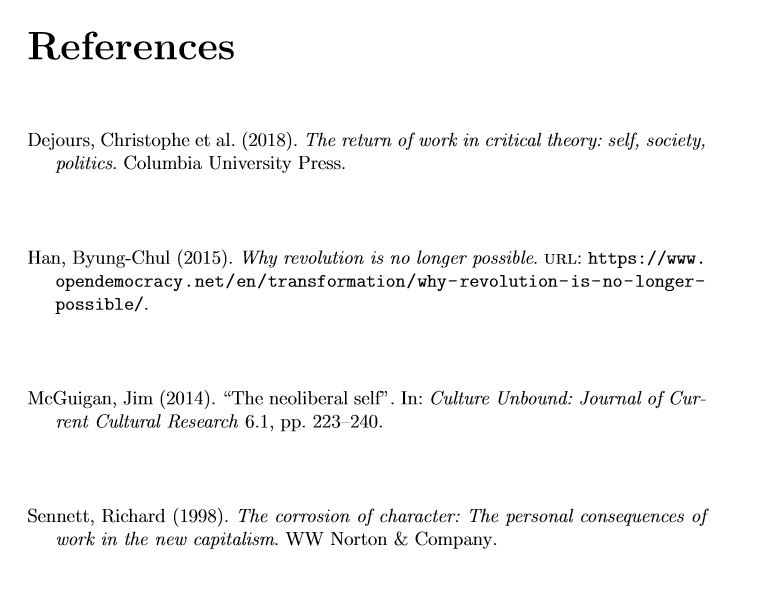 References
Dejours, Christophe et al. (2018). The return of work in critical theory: self, society,
politics. Columbia University Press.
Han, Byung-Chul (2015). Why revolution is no longer possible. URL: https://www.
opendemocracy.net/en/transformation/why-revolution-is-no-longer-
possible/.
McGuigan, Jim (2014). “The neoliberal self”. In: Culture Unbound: Journal of Cur-
rent Cultural Research 6.1, pp. 223–240.
Sennett, Richard (1998). The corrosion of character: The personal consequences of
work in the new capitalism. WW Norton & Company.